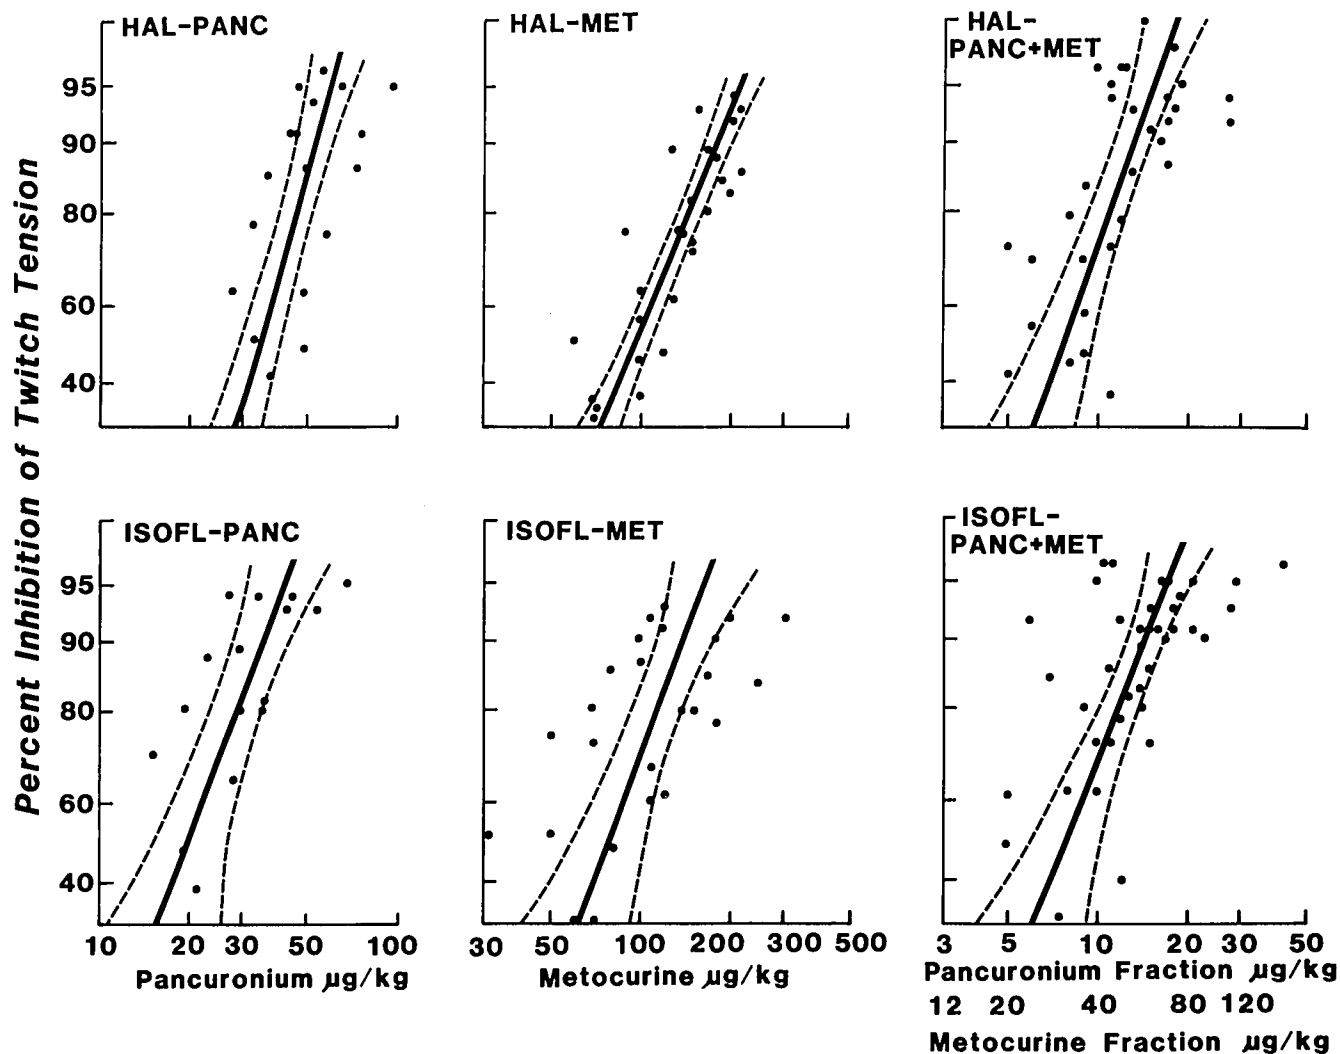 HAL-PANC
HAL-MET
HAL-
PANC+MET
Percent Inhibition of Twitch Tension
95
90
80
60
40
ISOFL-PANC
ISOFL-MET
ISOFL-
PANC+MET
95
90
80
60
40
10 20 30 50 100
Pancuronium µg/kg
30 50 100 200 300 500
Metocurine µg/kg
3 5 10 20 30 50
Pancuronium Fraction µg/kg
12 20 40 80 120
Metocurine Fraction µg/kg